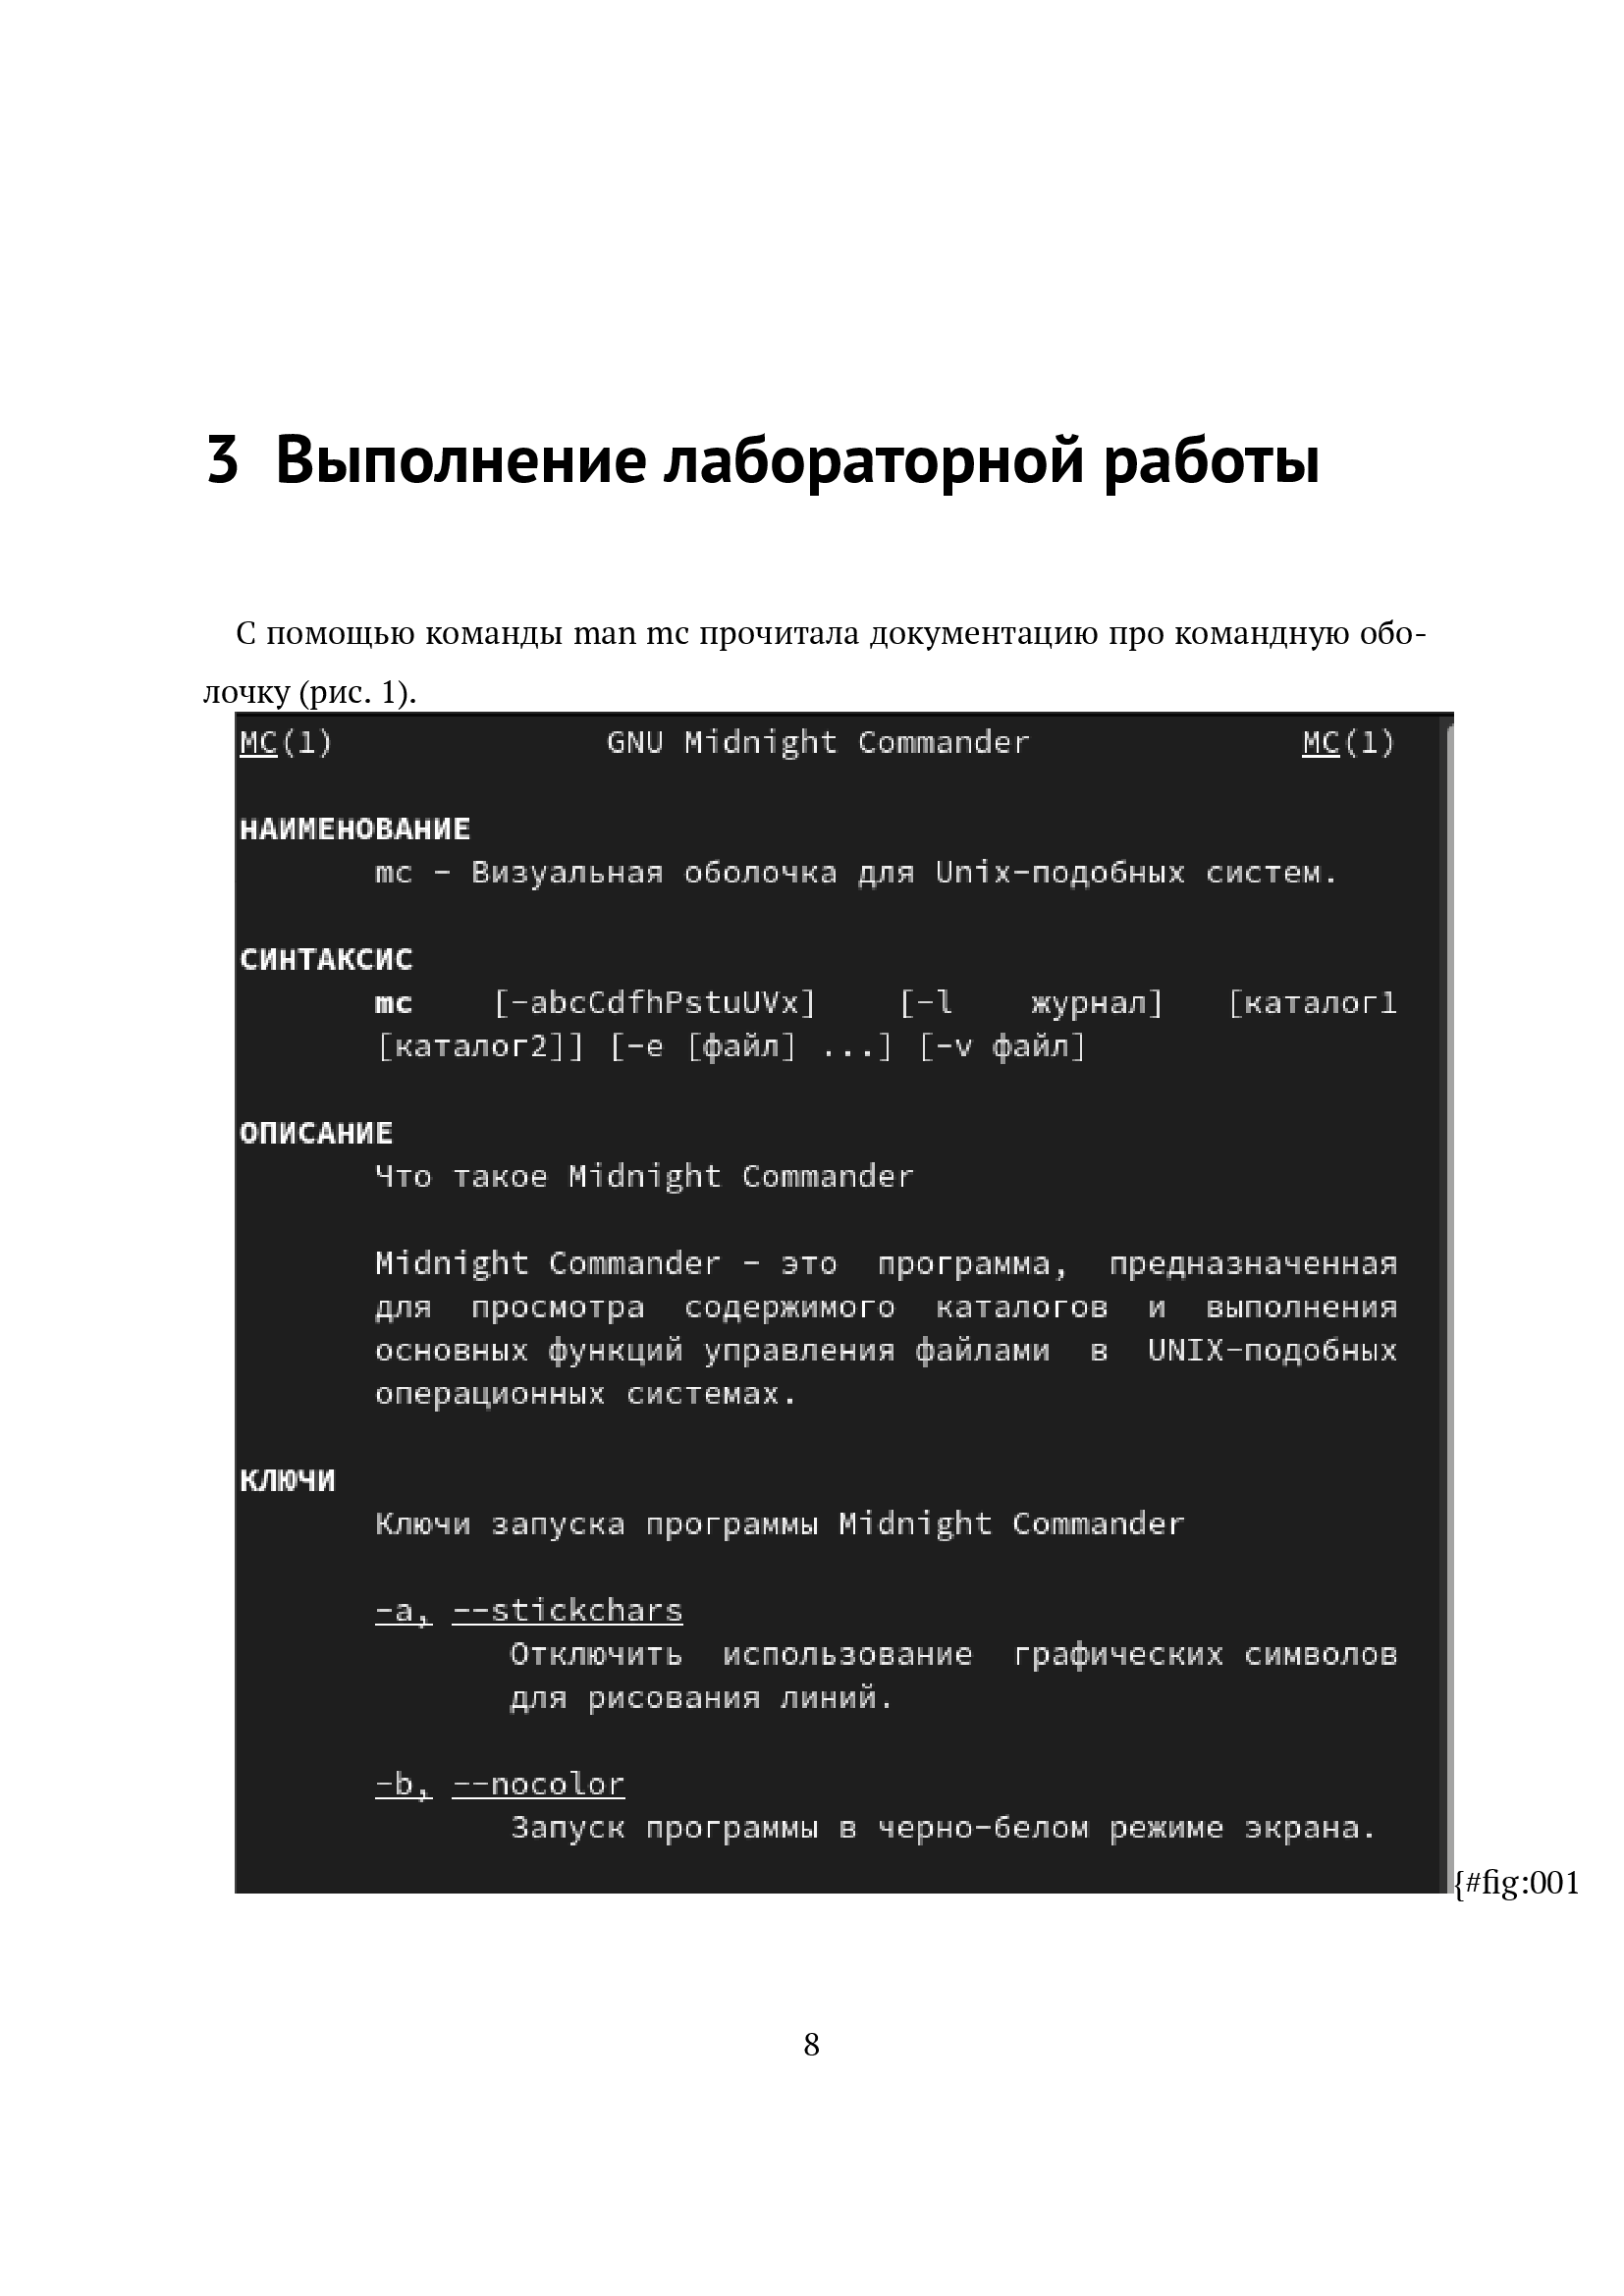 3 Выполнение лабораторной работы
С помощью команды man mc прочитала документацию про командную обо-
лочку (рис. 1).
MC(1) GNU Midnight Commander MC(1)
НАИМЕНОВАНИЕ
mc - Визуальная оболочка для Unix-подобных систем.
СИНТАКСИС
mc [-abcCdfhPstuUVx] [-l журнал] [каталог1
[каталог2]] [-e [файл] ...] [-v файл]
ОПИСАНИЕ
Что такое Midnight Commander
Midnight Commander - это программа, предназначенная
для просмотра содержимого каталогов и выполнения
основных функций управления файлами в UNIX-подобных
операционных системах.
КЛЮЧИ
Ключи запуска программы Midnight Commander
-a, --stickchars
Отключить использование графических символов
для рисования линий.
-b, --nocolor
Запуск программы в черно-белом режиме экрана.
{#fig:001
8